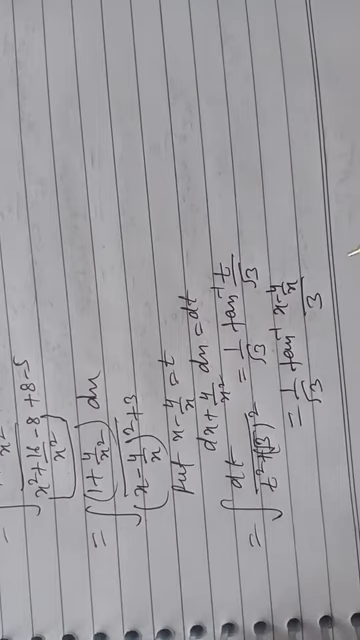 = ∫ x² / (x² + 16/x² - 8 + 8 - 5)
= ∫ (1 + 4/x²) dx / ((x - 4/x)² + 3)
put x - 4/x = t
dx + 4/x² dx = dt
= ∫ dt / (t² + (√3)²) = 1/√3 tan⁻¹ t/√3
= 1/√3 tan⁻¹ (x - 4/x)/3